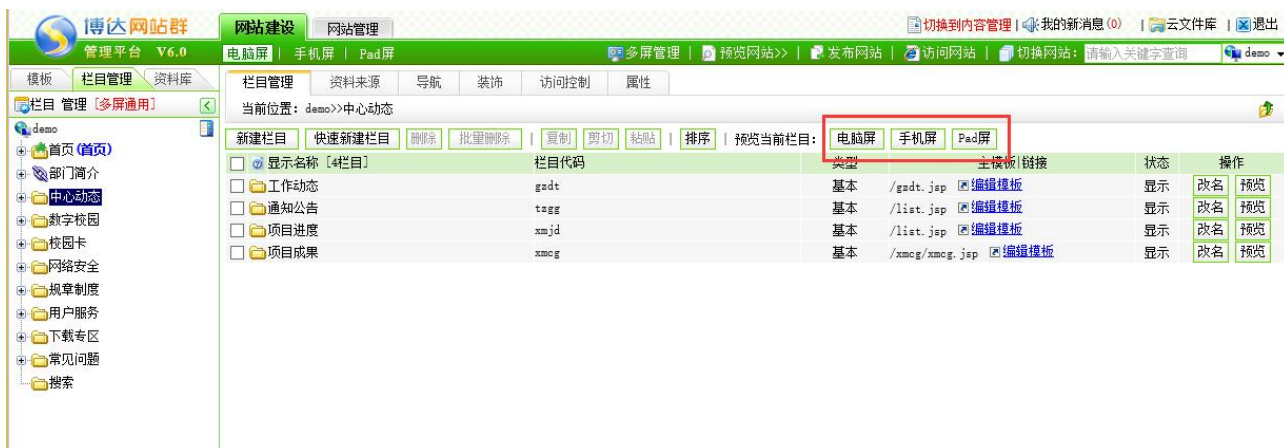 博达网站群 网站建设 网站管理 切换到内容管理 | 我的新消息(0) | 云文件库 | 退出
管理平台 V6.0 电脑屏 | 手机屏 | Pad屏 多屏管理 | 预览网站>> | 发布网站 | 访问网站 | 切换网站: 请输入关键字查询 demo
模板 栏目管理 资料库 栏目管理 资料来源 导航 装饰 访问控制 属性
栏目 管理 [多屏通用] 当前位置: demo>>中心动态
demo
新建栏目 快速新建栏目 删除 批量删除 | 复制 剪切 粘贴 | 排序 | 预览当前栏目: 电脑屏 手机屏 Pad屏
显示名称 [4栏目] 栏目代码 类型 主模板|链接 状态 操作
工作动态 gzdt 基本 /gzdt.jsp 编辑模板 显示 改名 预览
通知公告 tzgg 基本 /list.jsp 编辑模板 显示 改名 预览
项目进度 xmjd 基本 /list.jsp 编辑模板 显示 改名 预览
项目成果 xmcg 基本 /xmcg/xmcg.jsp 编辑模板 显示 改名 预览
首页 (首页)
部门简介
中心动态
数字校园
校园卡
网络安全
规章制度
用户服务
下载专区
常见问题
搜索